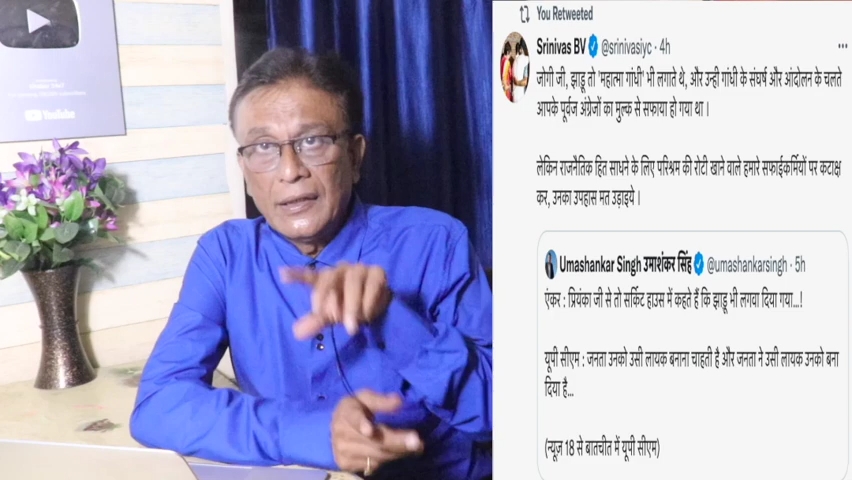 YouTube
You Retweeted
Srinivas BV @srinivasiyc · 4h
जोगी जी, झाड़ू तो 'महात्मा गांधी' भी लगाते थे, और उन्ही गांधी के संघर्ष और आंदोलन के चलते
आपके पूर्वज अंग्रेजों का मुल्क से सफाया हो गया था।
लेकिन राजनैतिक हित साधने के लिए परिश्रम की रोटी खाने वाले हमारे सफाईकर्मियों पर कटाक्ष
कर, उनका उपहास मत उड़ाइये।
Umashankar Singh उमाशंकर सिंह @umashankarsingh · 5h
एंकर : प्रियंका जी से तो सर्किट हाउस में कहते हैं कि झाड़ू भी लगवा दिया गया...!
यूपी सीएम : जनता उनको उसी लायक बनाना चाहती है और जनता ने उसी लायक उनको बना
दिया है...
(न्यूज़ 18 से बातचीत में यूपी सीएम)